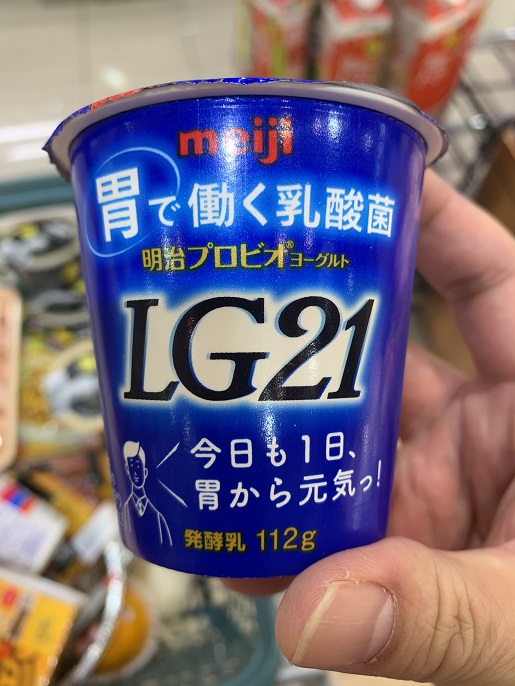 meiji
胃で働く乳酸菌
明治プロビオ®ヨーグルト
LG21
今日も1日、
胃から元気っ!
発酵乳 112g